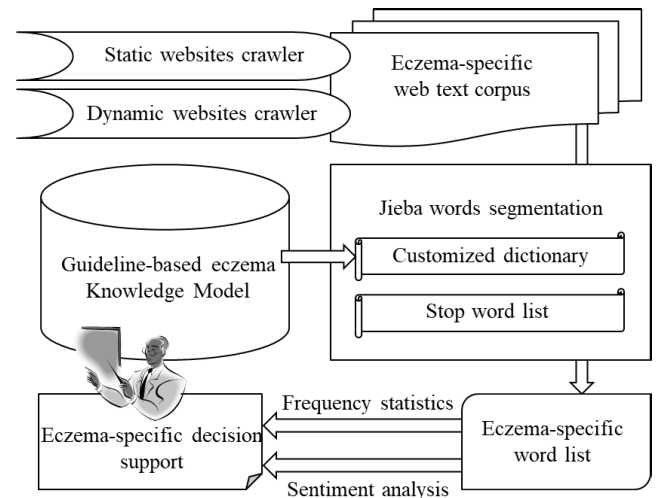 Static websites crawler
Dynamic websites crawler
Eczema-specific
web text corpus
Jieba words segmentation
Customized dictionary
Stop word list
Guideline-based eczema
Knowledge Model
Frequency statistics
Sentiment analysis
Eczema-specific
word list
Eczema-specific decision
support